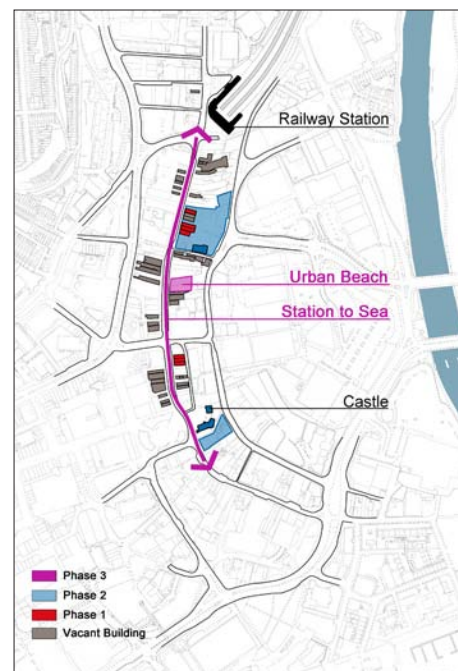 Railway Station
Urban Beach
Station to Sea
Castle
Phase 3
Phase 2
Phase 1
Vacant Building